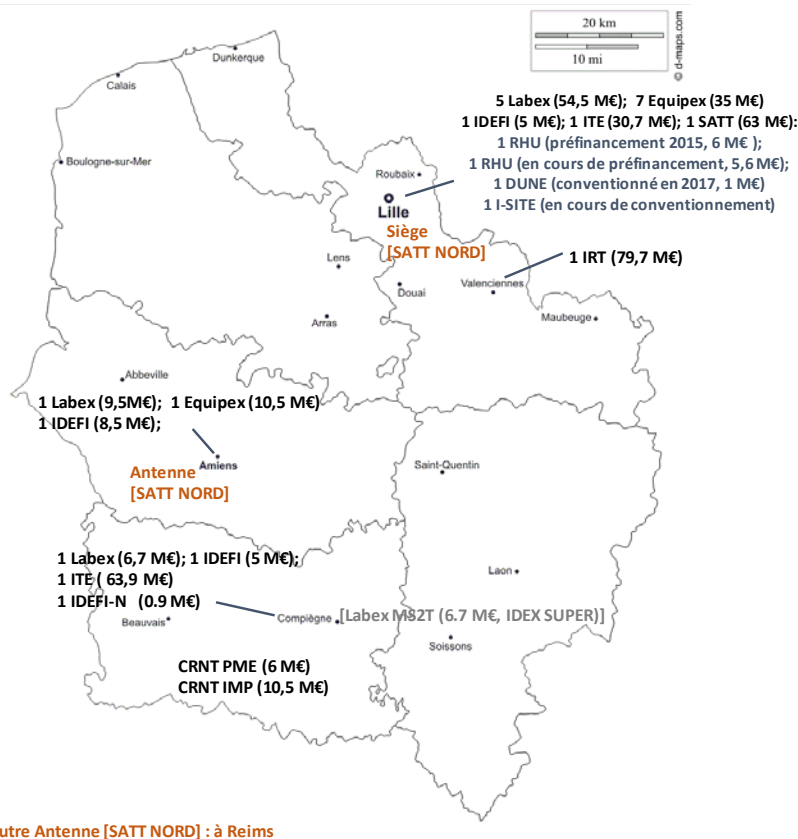 20 km
10 mi
© d-maps.com
Dunkerque
Calais
5 Labex (54,5 M€); 7 Equipex (35 M€)
1 IDEFI (5 M€); 1 ITE (30,7 M€); 1 SATT (63 M€):
1 RHU (préfinancement 2015, 6 M€ );
1 RHU (en cours de préfinancement, 5,6 M€);
1 DUNE (conventionné en 2017, 1 M€)
1 I-SITE (en cours de conventionnement)
Boulogne-sur-Mer
Roubaix
Lille
Siège
[SATT NORD]
Lens
1 IRT (79,7 M€)
Douai
Valenciennes
Arras
Maubeuge
Abbeville
1 Labex (9,5M€); 1 Equipex (10,5 M€)
1 IDEFI (8,5 M€);
Amiens
Antenne
[SATT NORD]
Saint-Quentin
1 Labex (6,7 M€); 1 IDEFI (5 M€);
1 ITE ( 63,9 M€)
1 IDEFI-N (0.9 M€)
Laon
Beauvais
Compiègne
[Labex MS2T (6.7 M€, IDEX SUPER)]
Soissons
CRNT PME (6 M€)
CRNT IMP (10,5 M€)
utre Antenne [SATT NORD] : à Reims